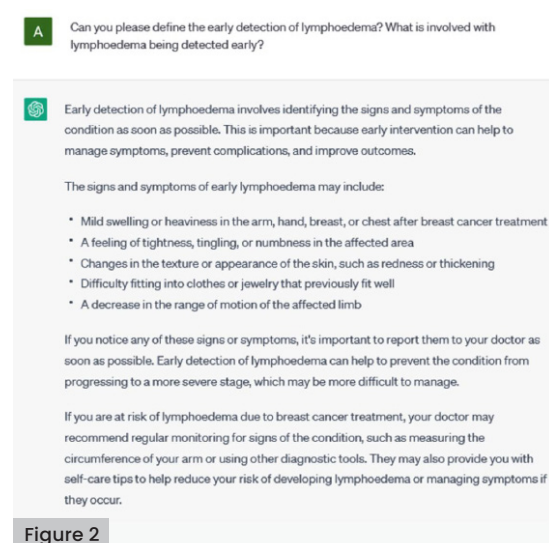 A
Can you please define the early detection of lymphoedema? What is involved with
lymphoedema being detected early?
Early detection of lymphoedema involves identifying the signs and symptoms of the
condition as soon as possible. This is important because early intervention can help to
manage symptoms, prevent complications, and improve outcomes.
The signs and symptoms of early lymphoedema may include:
• Mild swelling or heaviness in the arm, hand, breast, or chest after breast cancer treatment
• A feeling of tightness, tingling, or numbness in the affected area
• Changes in the texture or appearance of the skin, such as redness or thickening
• Difficulty fitting into clothes or jewelry that previously fit well
• A decrease in the range of motion of the affected limb
If you notice any of these signs or symptoms, it's important to report them to your doctor as
soon as possible. Early detection of lymphoedema can help to prevent the condition from
progressing to a more severe stage, which may be more difficult to manage.
If you are at risk of lymphoedema due to breast cancer treatment, your doctor may
recommend regular monitoring for signs of the condition, such as measuring the
circumference of your arm or using other diagnostic tools. They may also provide you with
self-care tips to help reduce your risk of developing lymphoedema or managing symptoms if
they occur.
Figure 2